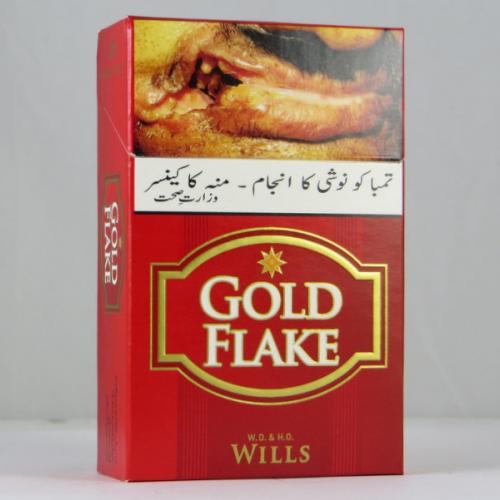 تمباکو نوشی کا انجام - منہ کا کینسر
وزارتِ صحت
GOLD
FLAKE
W.D. & H.O.
WILLS
GOLD
FLAKE